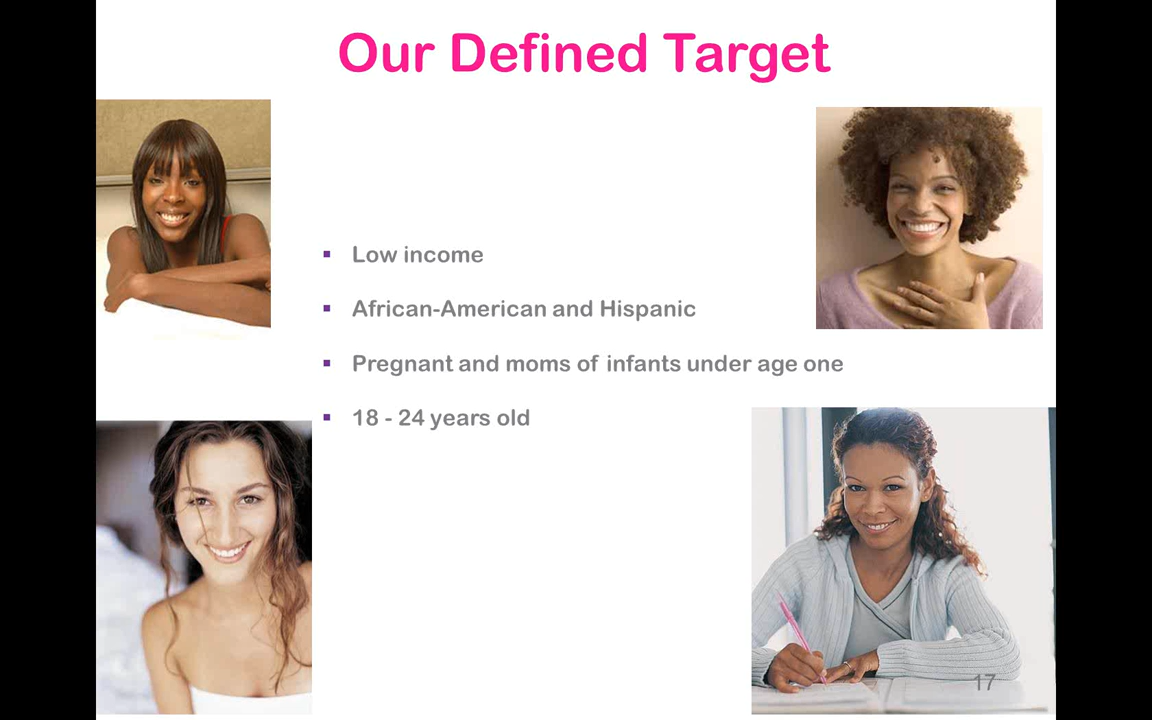 Our Defined Target
▪ Low income
▪ African-American and Hispanic
▪ Pregnant and moms of infants under age one
▪ 18 - 24 years old
17